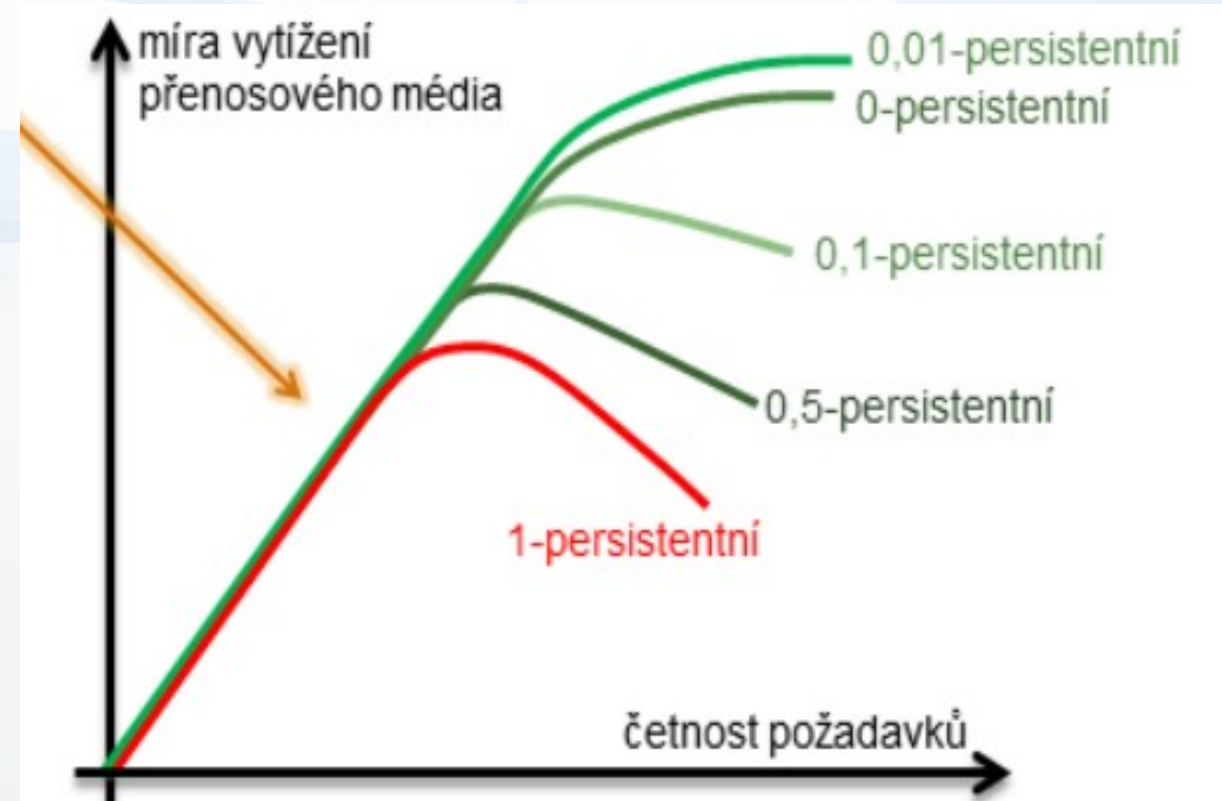 míra vytížení
přenosového média
0,01-persistentní
0-persistentní
0,1-persistentní
0,5-persistentní
1-persistentní
četnost požadavků